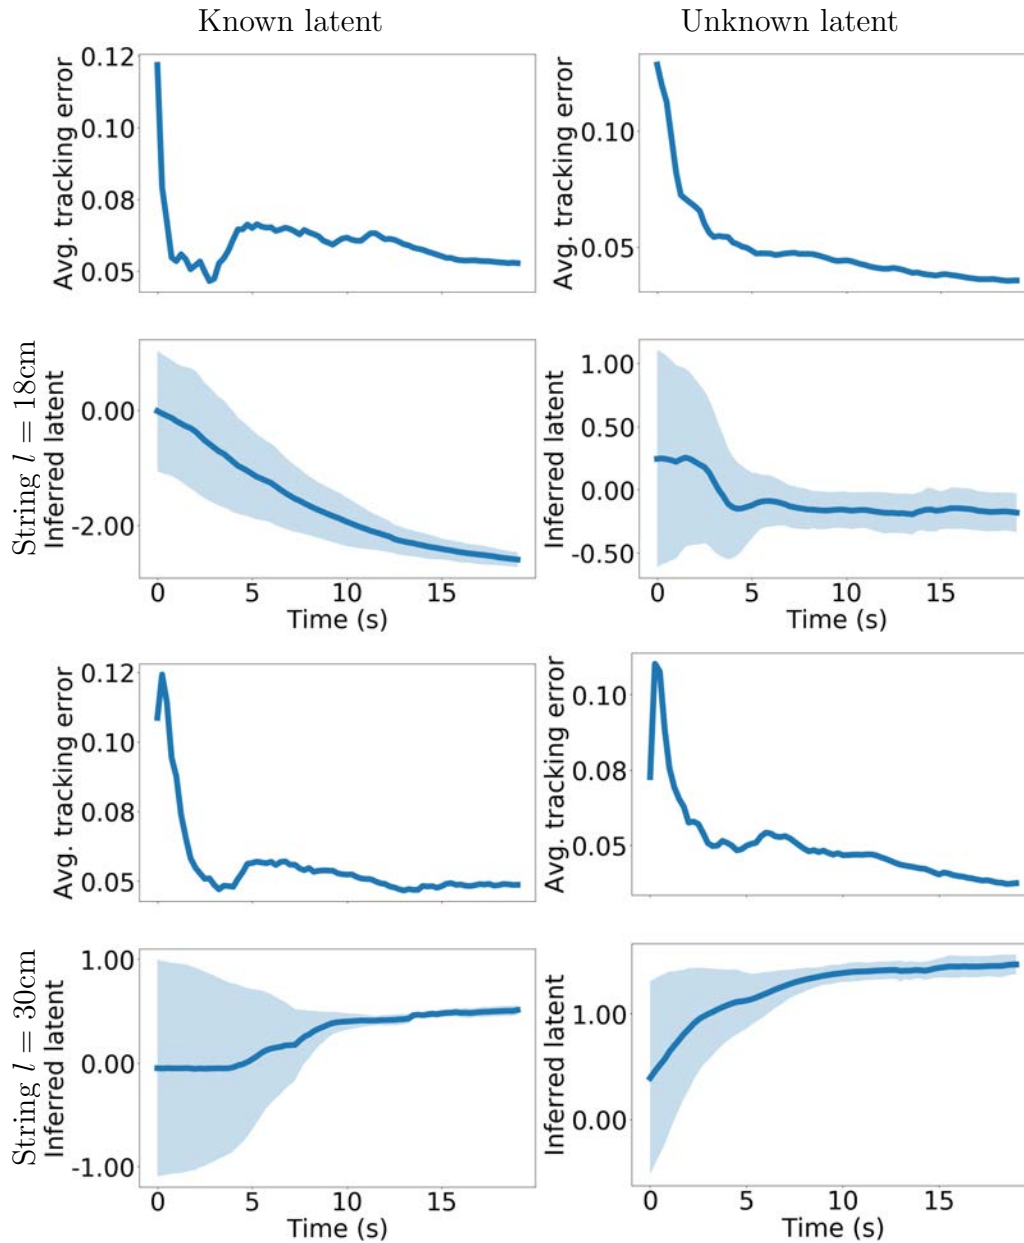 Known latent
Unknown latent
Avg. tracking error
0.12
0.10
0.08
0.05
Avg. tracking error
0.10
0.05
String l = 18cm
Inferred latent
0.00
-2.00
0 5 10 15
Time (s)
Inferred latent
1.00
0.50
0.00
-0.50
0 5 10 15
Time (s)
Avg. tracking error
0.12
0.10
0.08
0.05
Avg. tracking error
0.10
0.08
0.05
String l = 30cm
Inferred latent
1.00
0.00
-1.00
0 5 10 15
Time (s)
Inferred latent
1.00
0.00
0 5 10 15
Time (s)